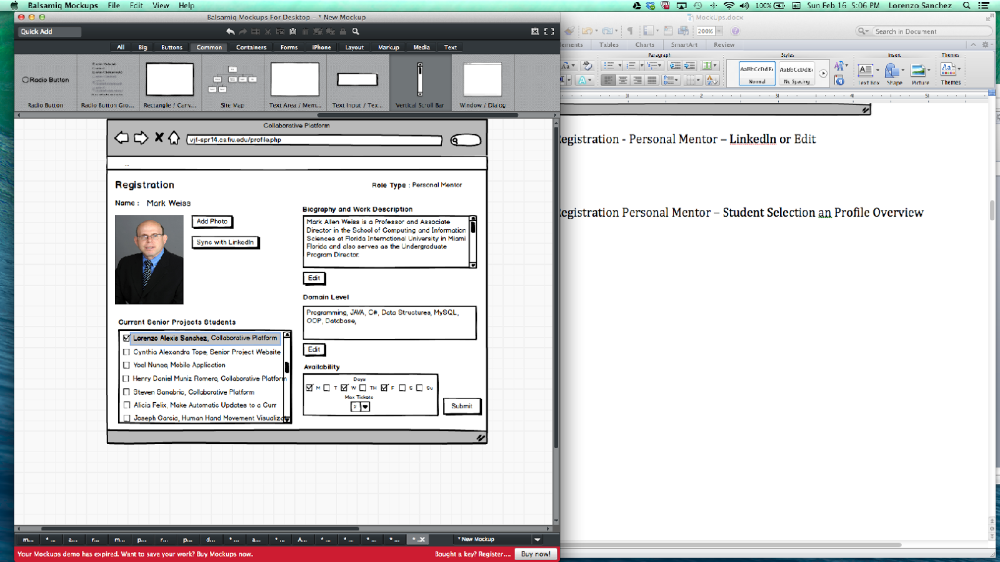 Balsamiq Mockups File Edit View Help
100% Sun Feb 16 5:06 PM Lorenzo Sanchez
Balsamiq Mockups For Desktop - * New Mockup
MockUps.docx
Quick Add
200%
Search in Document
All Big Buttons Common Containers Forms iPhone Layout Markup Media Text
lements Tables Charts SmartArt Review
Paragraph Styles Insert Themes
AaBbCcDdEe AaBbCcDdEe
Normal No Spacing Text Box Shape Picture Themes
Radio Button
Radio Button Radio Button Gro... Rectangle / Canv... Site Map Text Area / Mem... Text Input / Tex... Vertical Scroll Bar Window / Dialog
1 2 3 4 5
Collaborative Platform
vjf-spr14.cs.fiu.edu/profile.php
...
Registration
Role Type : Personal Mentor
Name : Mark Weiss
Add Photo
Sync with LinkedIn
Biography and Work Description
Mark Allen Weiss is a Professor and Associate
Director in the School of Computing and Information
Sciences at Florida International University in Miami
Florida and also serves as the Undergraduate
Program Director.
Edit
Domain Level
Programming, JAVA, C#, Data Structures, MySQL,
OOP, Database,
Edit
Current Senior Projects Students
Lorenzo Alexis Sanchez, Collaborative Platform
Cynthia Alexandra Tope, Senior Project Website
Yoel Nunes, Mobile Application
Henry Daniel Muniz Romero, Collaborative Platform
Steven Sanabria, Collaborative Platform
Alicia Felix, Make Automatic Updates to a Curr
Joseph Garcia, Human Hand Movement Visualiza
Availability
Days
M T W TH F S Su
Max Tickets
Submit
egistration - Personal Mentor – LinkedIn or Edit
egistration Personal Mentor – Student Selection an Profile Overview
m... * ... a... r... m... p... r... p... d... * ... a... * ... A... * ... * ... * ... * ... * ...X * New Mockup
Your Mockups demo has expired. Want to save your work? Buy Mockups now.
Bought a key? Register.... Buy now!